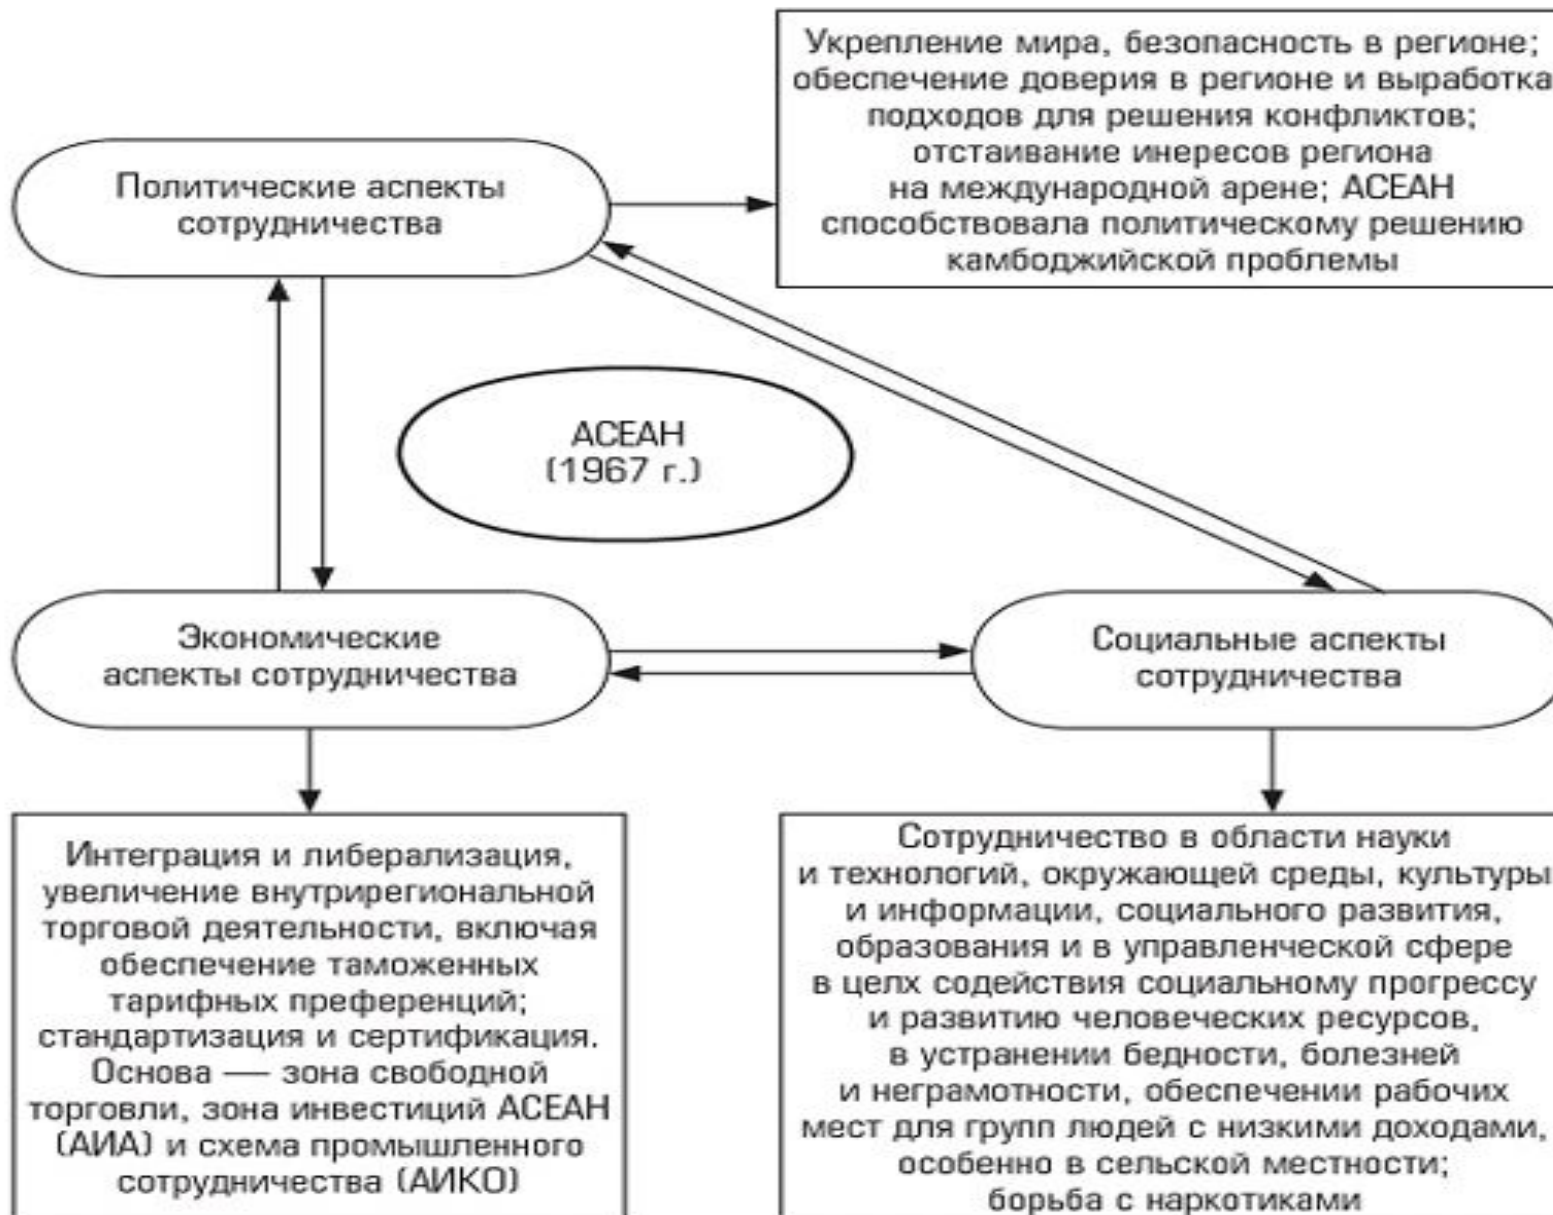 Укрепление мира, безопасность в регионе;
обеспечение доверия в регионе и выработка
подходов для решения конфликтов;
отстаивание инересов региона
на международной арене; АСЕАН
способствовала политическому решению
камбоджийской проблемы
Политические аспекты
сотрудничества
АСЕАН
(1967 г.)
Экономические
аспекты сотрудничества
Социальные аспекты
сотрудничества
Интеграция и либерализация,
увеличение внутрирегиональной
торговой деятельности, включая
обеспечение таможенных
тарифных преференций;
стандартизация и сертификация.
Основа — зона свободной
торговли, зона инвестиций АСЕАН
(АИА) и схема промышленного
сотрудничества (АИКО)
Сотрудничество в области науки
и технологий, окружающей среды, культуры
и информации, социального развития,
образования и в управленческой сфере
в целх содействия социальному прогрессу
и развитию человеческих ресурсов,
в устранении бедности, болезней
и неграмотности, обеспечении рабочих
мест для групп людей с низкими доходами,
особенно в сельской местности;
борьба с наркотиками